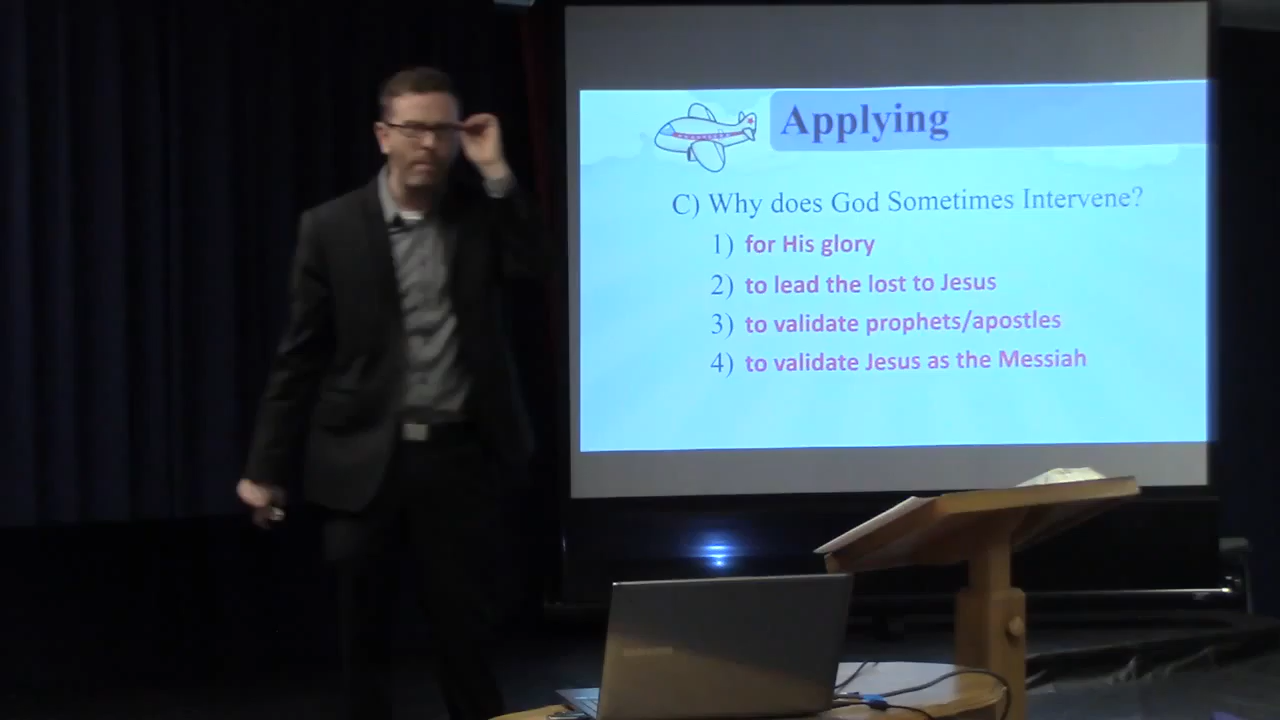 Applying
C) Why does God Sometimes Intervene?
1) for His glory
2) to lead the lost to Jesus
3) to validate prophets/apostles
4) to validate Jesus as the Messiah